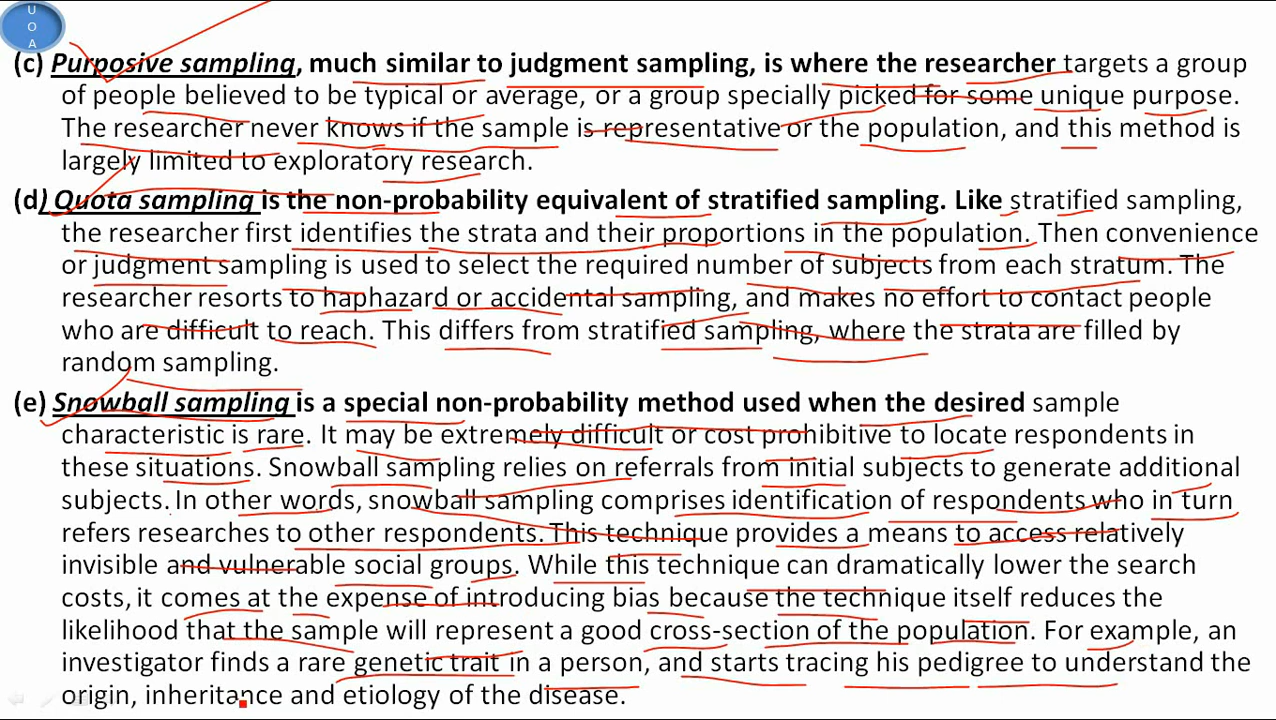 U
O
A
(c) Purposive sampling, much similar to judgment sampling, is where the researcher targets a group
of people believed to be typical or average, or a group specially picked for some unique purpose.
The researcher never knows if the sample is representative or the population, and this method is
largely limited to exploratory research.
(d) Quota sampling is the non-probability equivalent of stratified sampling. Like stratified sampling,
the researcher first identifies the strata and their proportions in the population. Then convenience
or judgment sampling is used to select the required number of subjects from each stratum. The
researcher resorts to haphazard or accidental sampling, and makes no effort to contact people
who are difficult to reach. This differs from stratified sampling, where the strata are filled by
random sampling.
(e) Snowball sampling is a special non-probability method used when the desired sample
characteristic is rare. It may be extremely difficult or cost prohibitive to locate respondents in
these situations. Snowball sampling relies on referrals from initial subjects to generate additional
subjects. In other words, snowball sampling comprises identification of respondents who in turn
refers researches to other respondents. This technique provides a means to access relatively
invisible and vulnerable social groups. While this technique can dramatically lower the search
costs, it comes at the expense of introducing bias because the technique itself reduces the
likelihood that the sample will represent a good cross-section of the population. For example, an
investigator finds a rare genetic trait in a person, and starts tracing his pedigree to understand the
origin, inheritance and etiology of the disease.